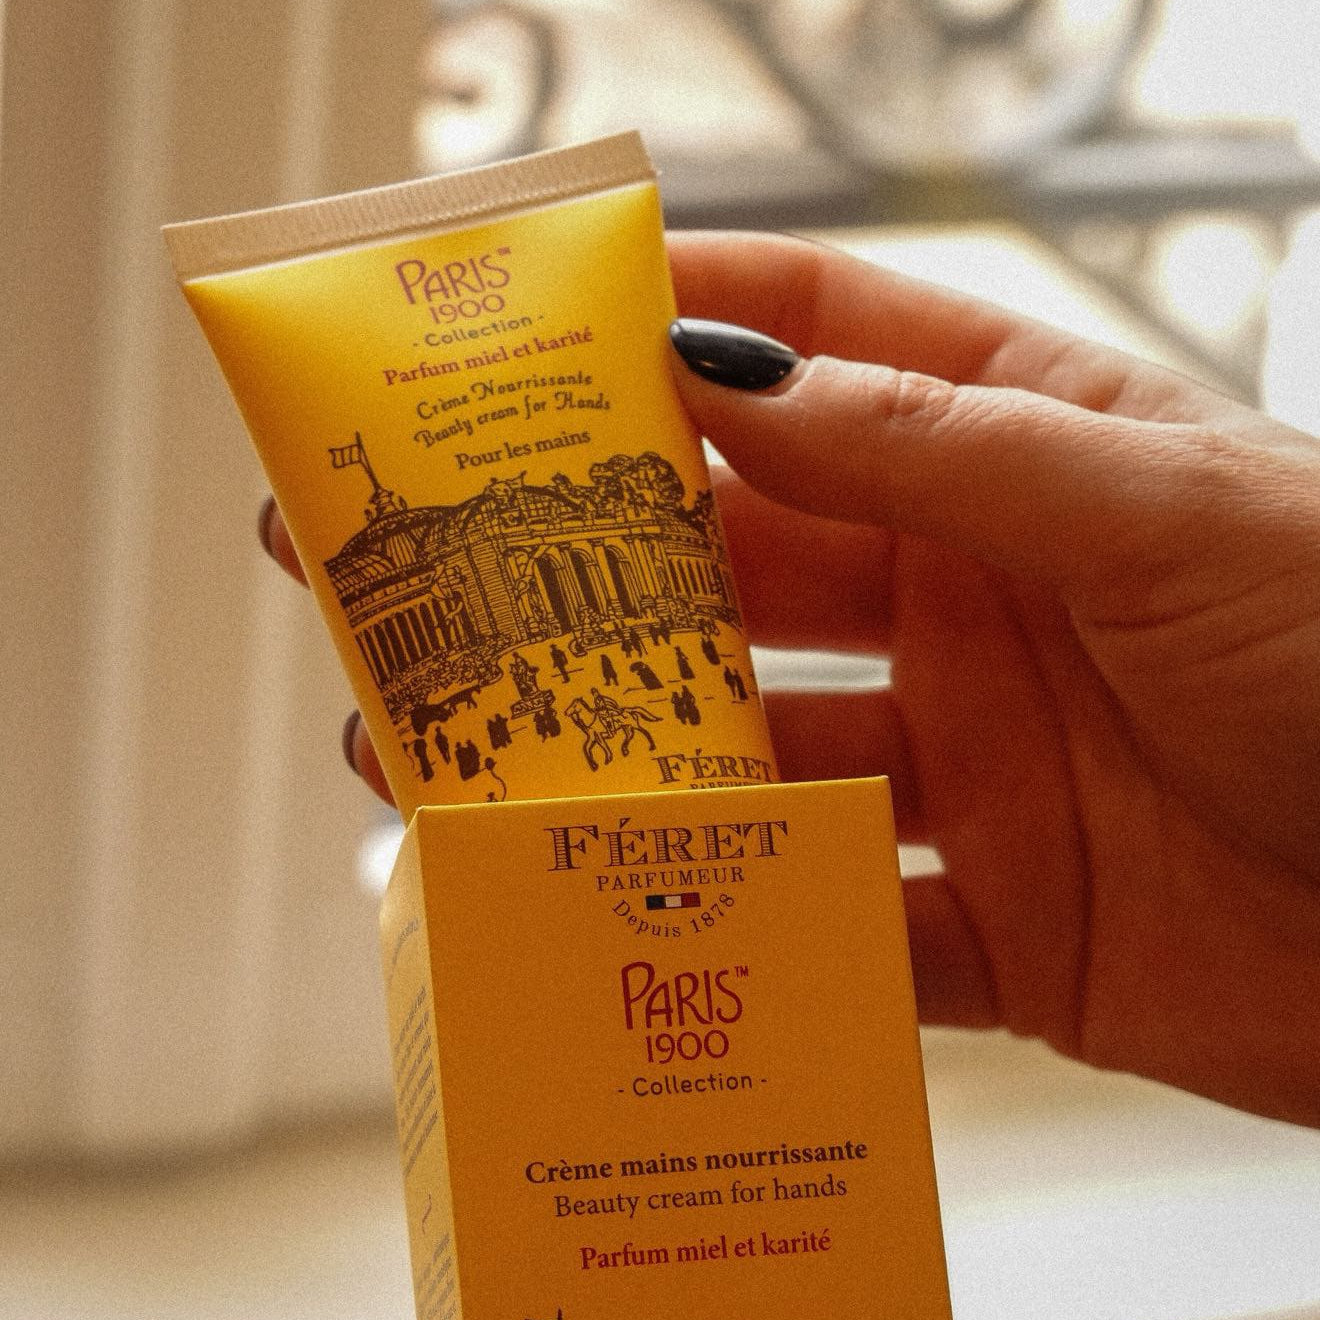 PARIS™
1900
- Collection -
Parfum miel et karité
Crème Nourrissante
Beauty cream for Hands
Pour les mains
FÉRET
FÉRET
PARFUMEUR
Depuis 1878
PARIS™
1900
- Collection -
Crème mains nourrissante
Beauty cream for hands
Parfum miel et karité